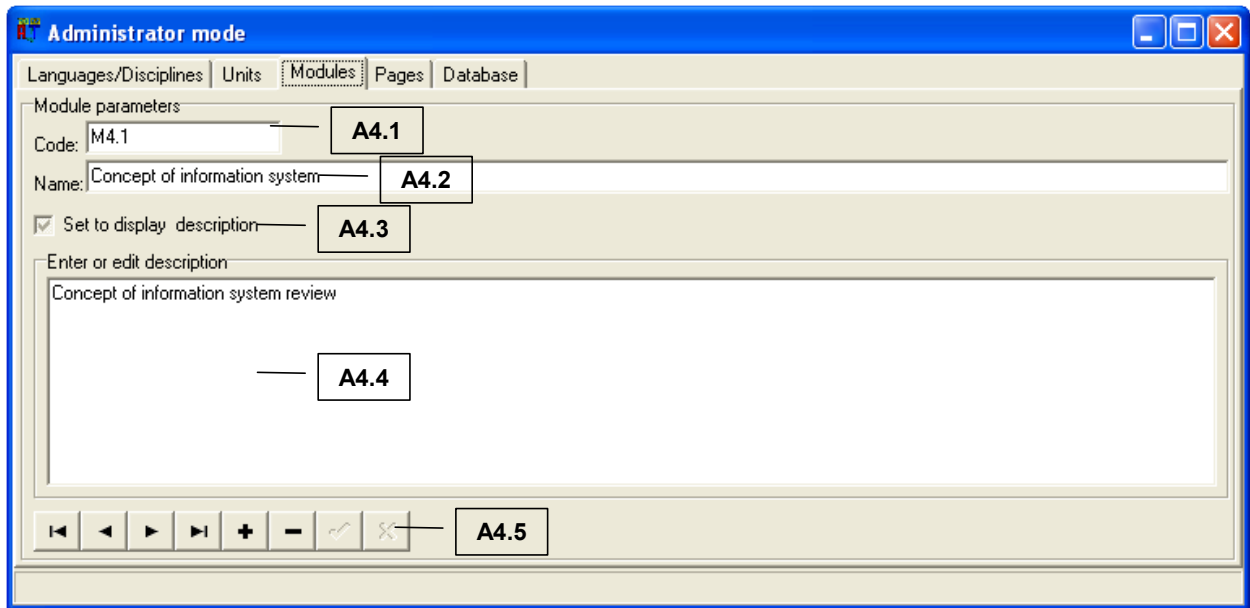 Administrator mode
Languages/Disciplines Units Modules Pages Database
Module parameters
Code: M4.1 A4.1
Name: Concept of information system A4.2
Set to display description A4.3
Enter or edit description
Concept of information system review
A4.4
A4.5